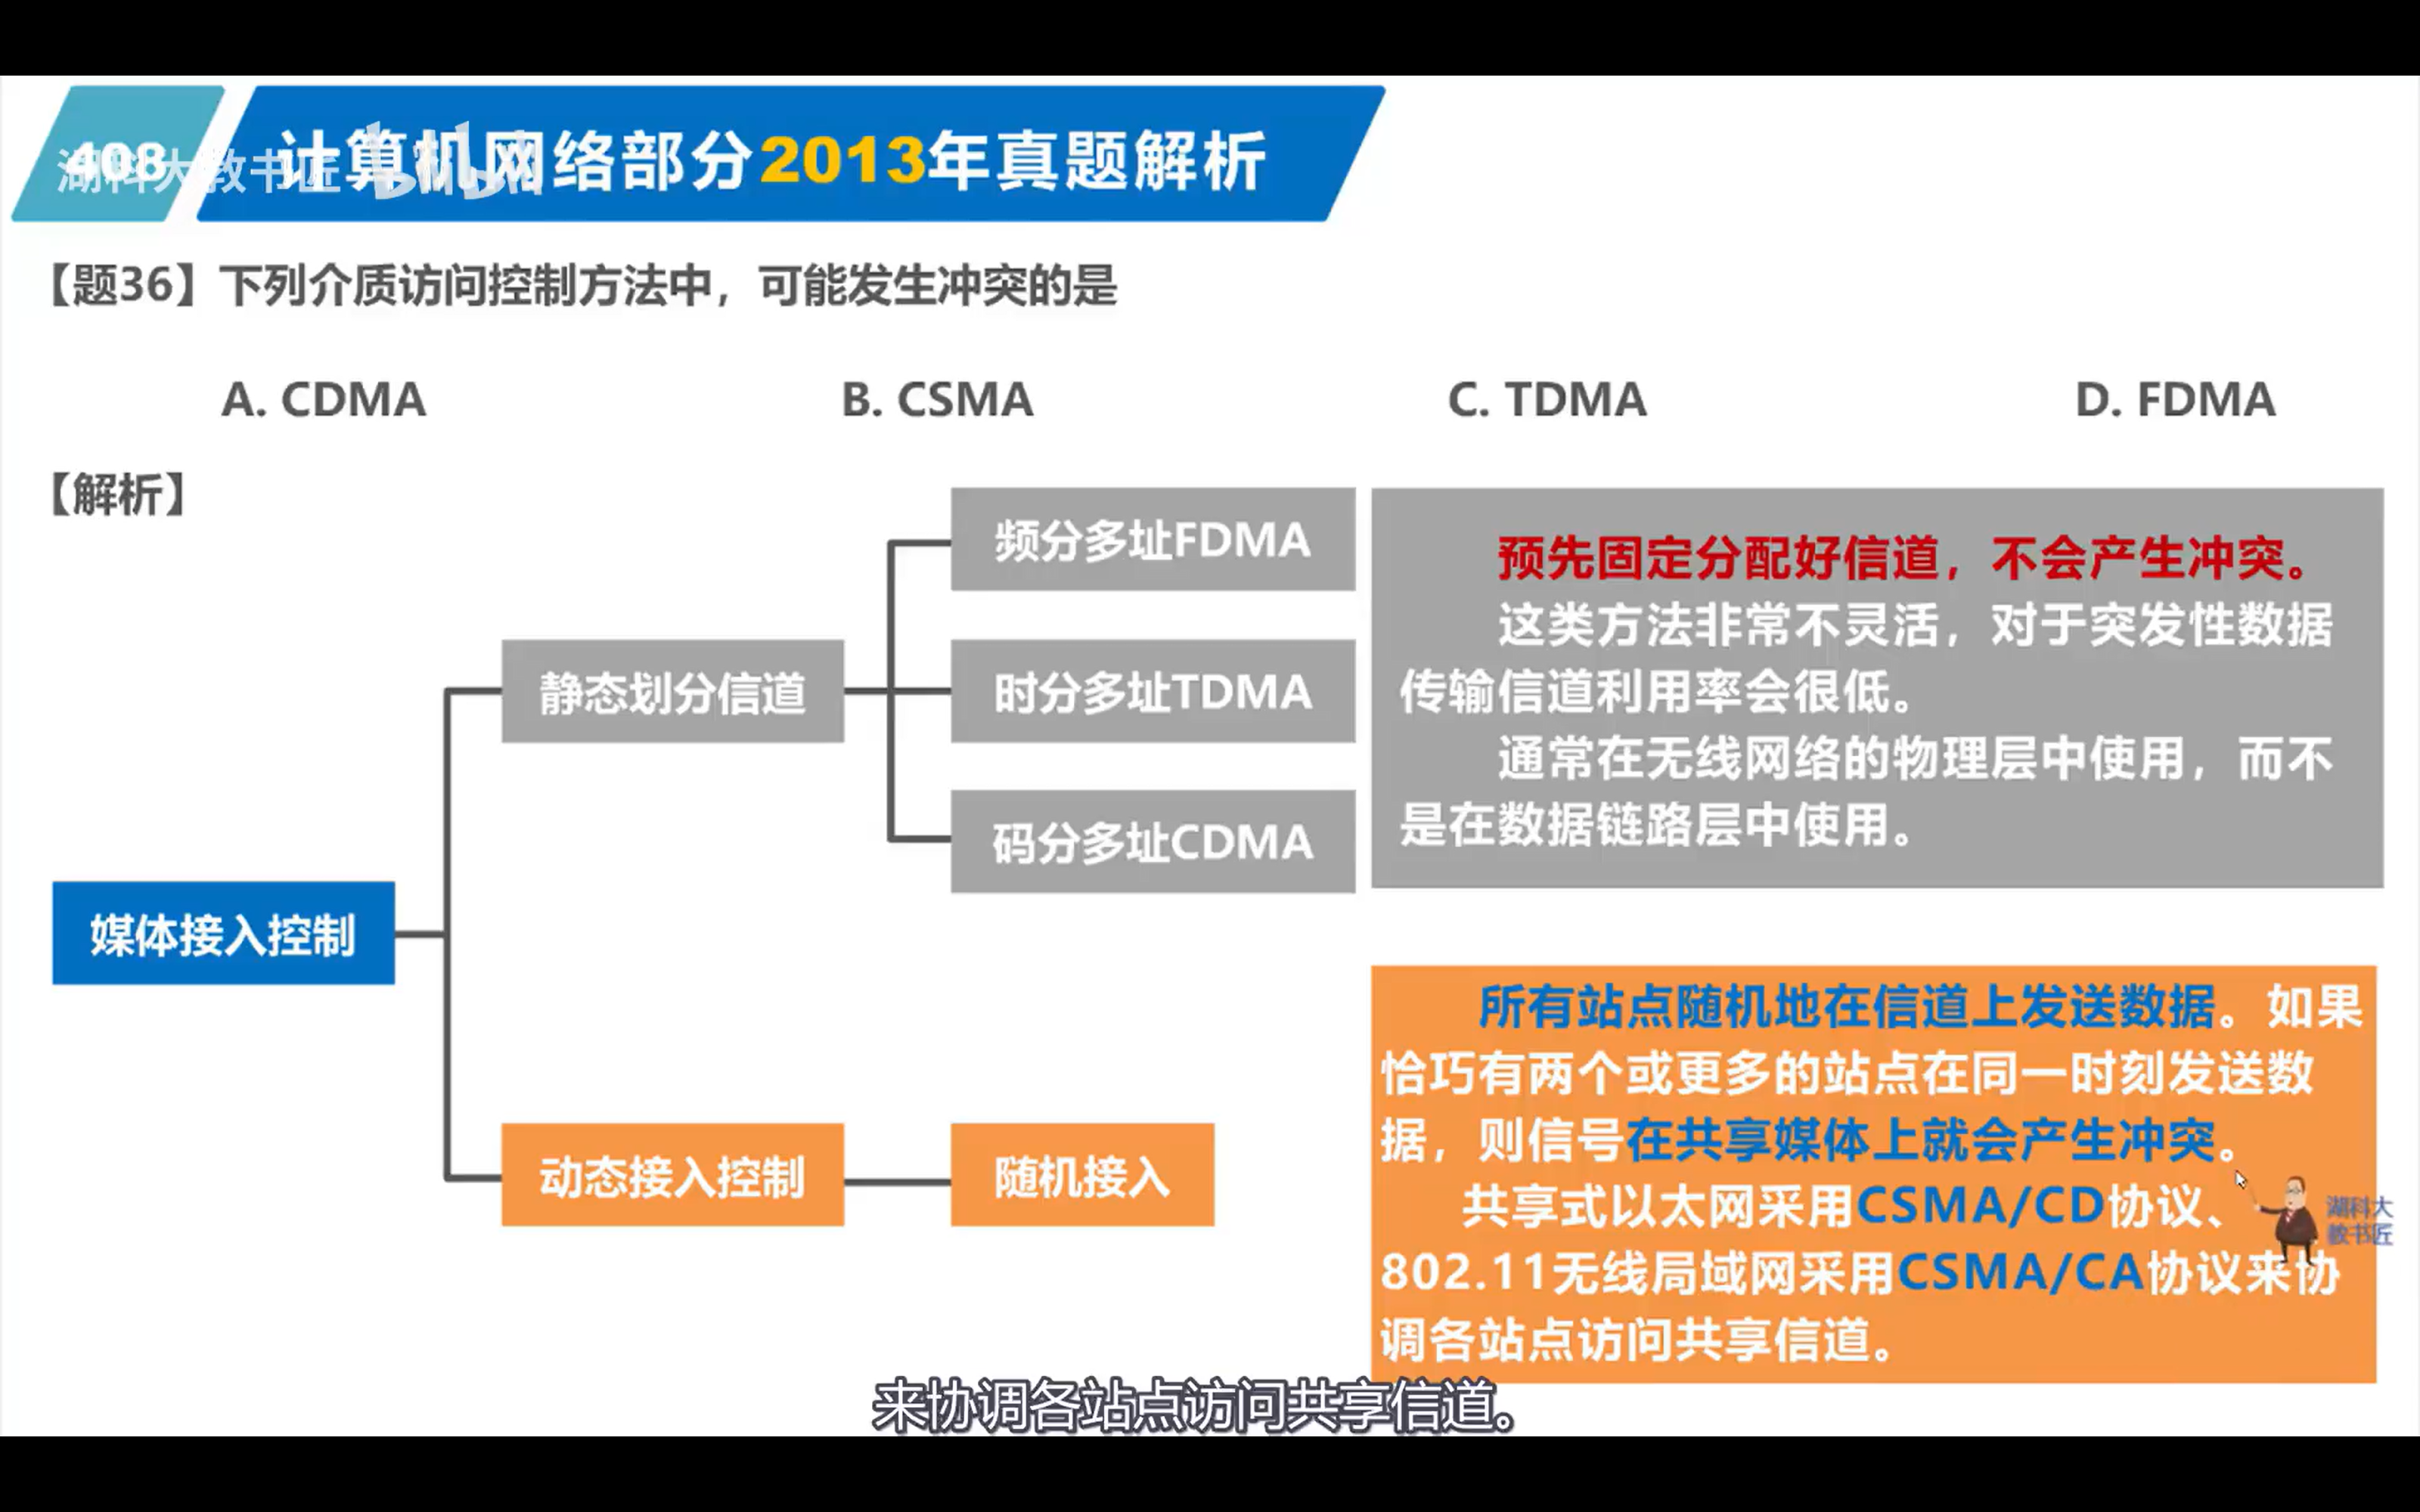 408
计算机网络部分2013年真题解析
湖科大教书匠 bilibili
【题36】下列介质访问控制方法中，可能发生冲突的是
A. CDMA
B. CSMA
C. TDMA
D. FDMA
【解析】
媒体接入控制
静态划分信道
频分多址FDMA
时分多址TDMA
码分多址CDMA
预先固定分配好信道，不会产生冲突。
这类方法非常不灵活，对于突发性数据
传输信道利用率会很低。
通常在无线网络的物理层中使用，而不
是在数据链路层中使用。
动态接入控制
随机接入
所有站点随机地在信道上发送数据。如果
恰巧有两个或更多的站点在同一时刻发送数
据，则信号在共享媒体上就会产生冲突。
共享式以太网采用CSMA/CD协议、
802.11无线局域网采用CSMA/CA协议来协
调各站点访问共享信道。
湖科大
教书匠
来协调各站点访问共享信道。